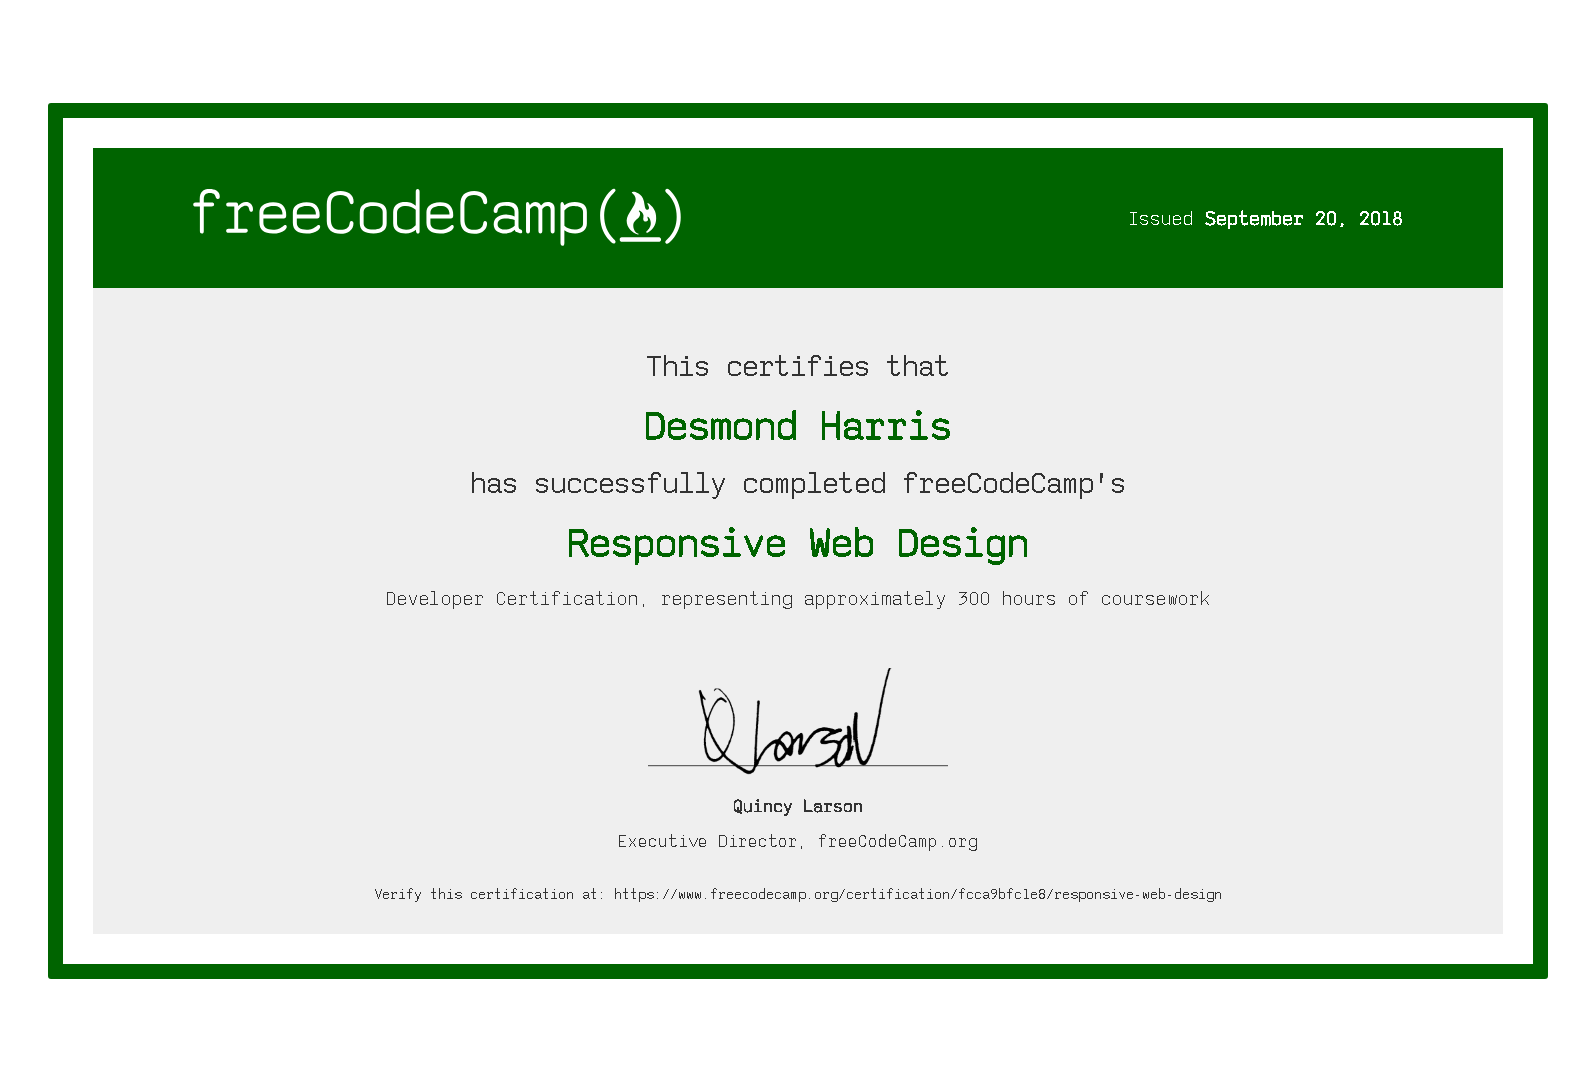 freeCodeCamp
Issued September 20, 2018
This certifies that
Desmond Harris
has successfully completed freeCodeCamp's
Responsive Web Design
Developer Certification, representing approximately 300 hours of coursework
Q Larson
Quincy Larson
Executive Director, freeCodeCamp.org
Verify this certification at: https://www.freecodecamp.org/certification/fcca9bfc1e8/responsive-web-design